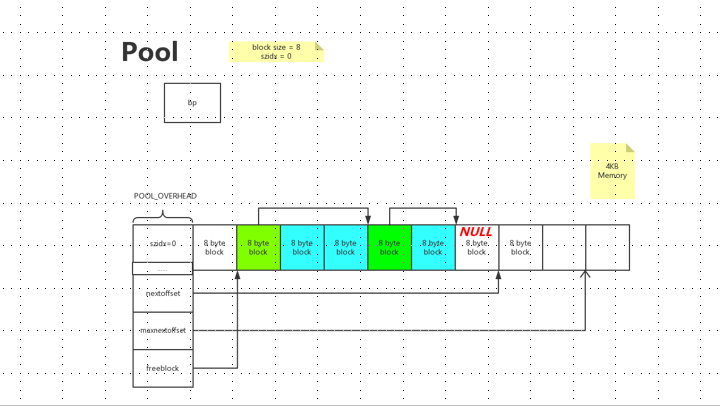 Pool
block size = 8
szidx = 0
bp
4KB
Memory
POOL_OVERHEAD
szidx=0
8 byte
block
8 byte
block
8 byte
block
8 byte
block
8 byte
block
8 byte
block
NULL
8 byte
block
8 byte
block
.....
nextoffset
maxnextoffset
freeblock